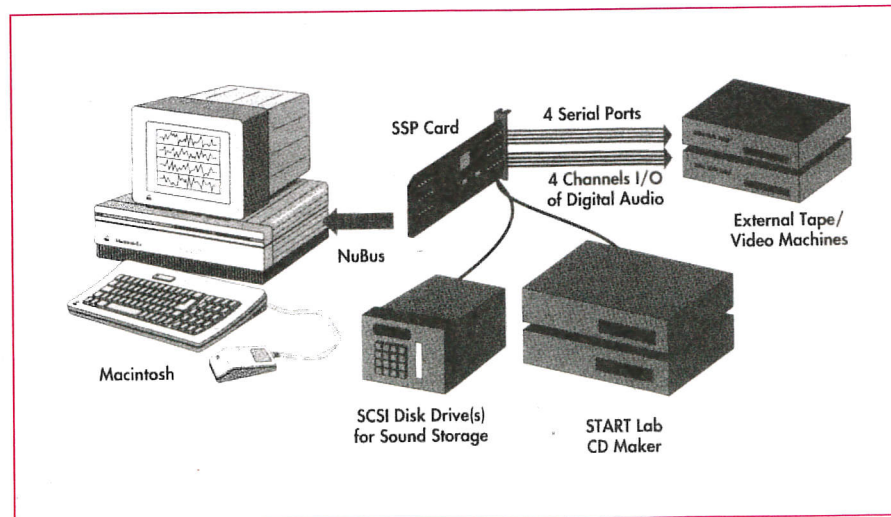 SSP Card
4 Serial Ports
4 Channels I/O
of Digital Audio
External Tape/
Video Machines
NuBus
Macintosh
SCSI Disk Drive(s)
for Sound Storage
START Lab
CD Maker